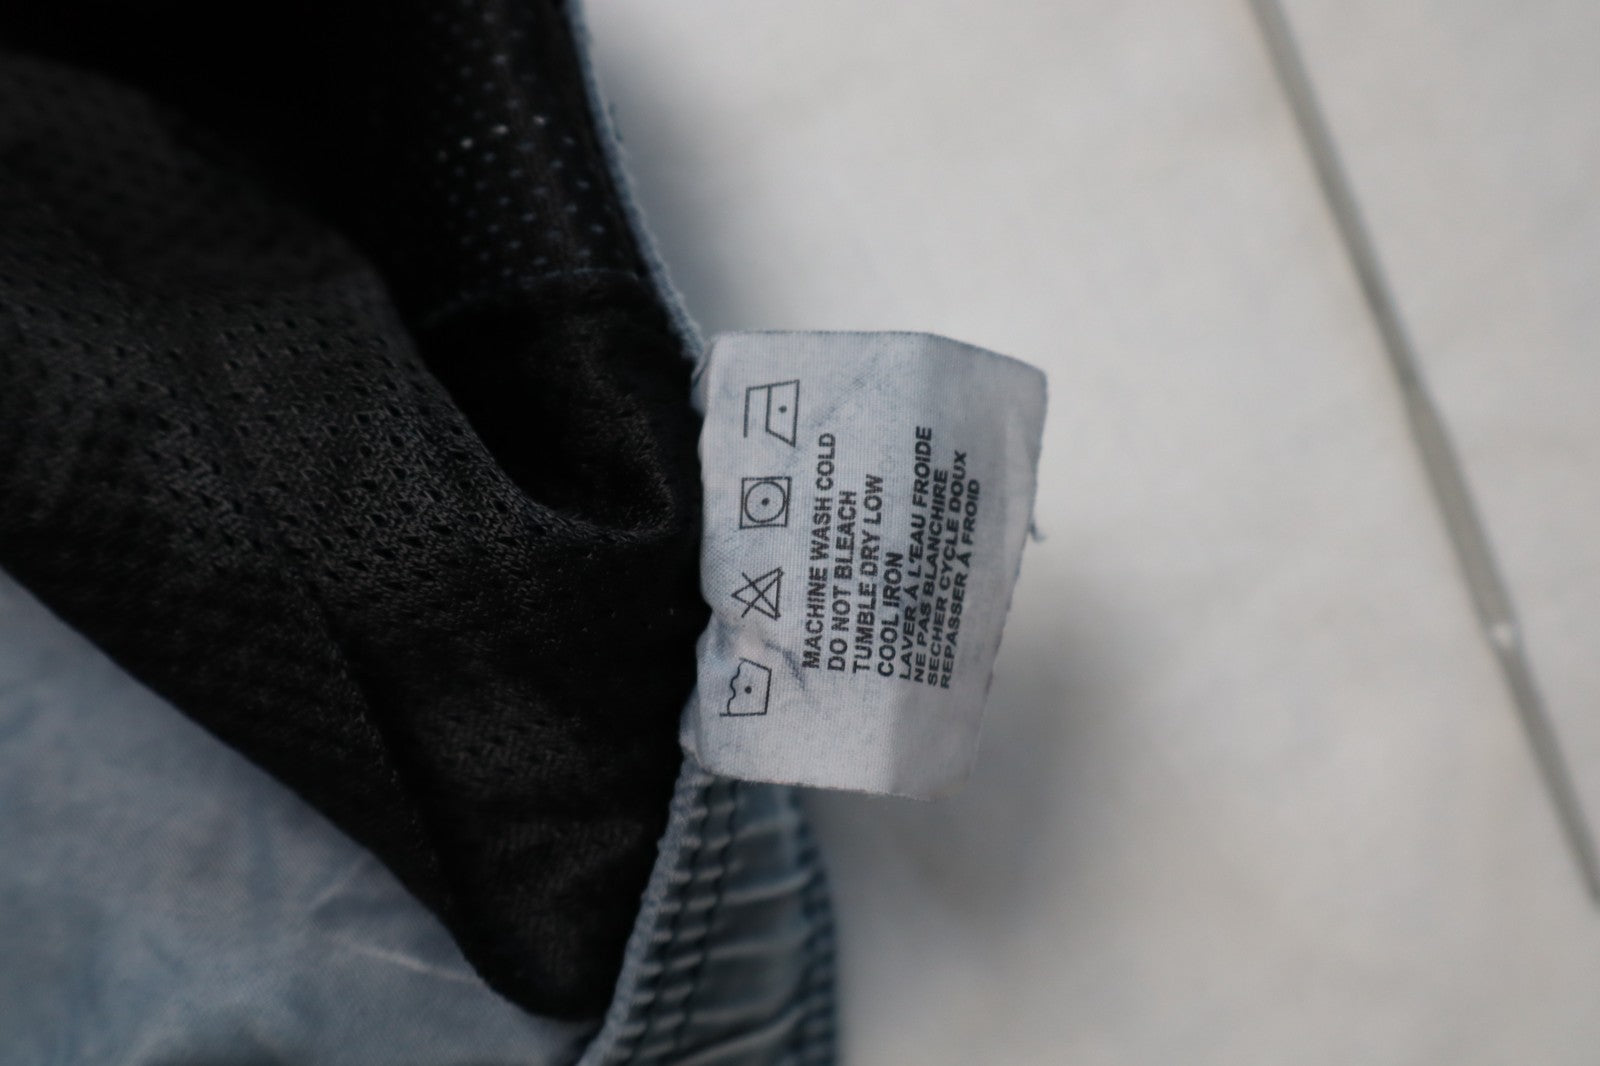 MACHINE WASH COLD
DO NOT BLEACH
TUMBLE DRY LOW
COOL IRON
LAVER Á L'EAU FROIDE
NE PAS BLANCHIRE
SECHER CYCLE DOUX
REPASSER Á FROID